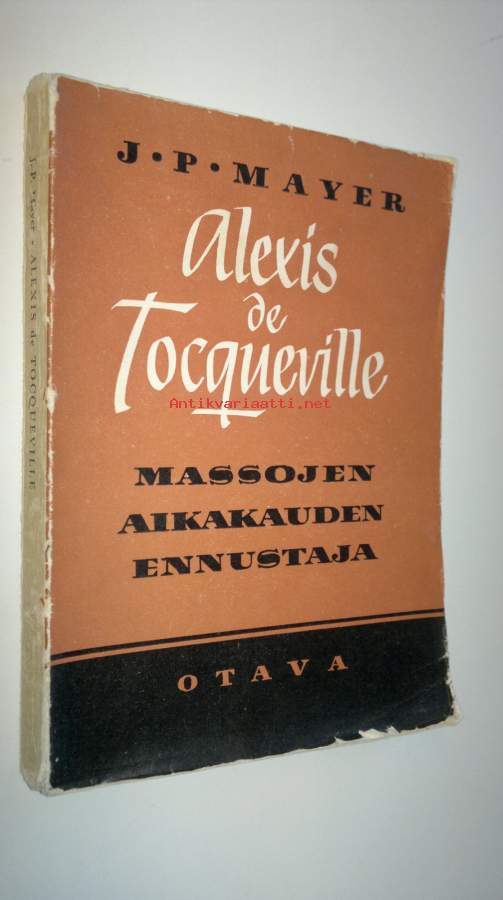 J·P·MAYER
Alexis
de
Tocqueville
Antikvariaatti.net
MASSOJEN
AIKAKAUDEN
ENNUSTAJA
OTAVA
J·P·Mayer · ALEXIS de TOCQUEVILLE